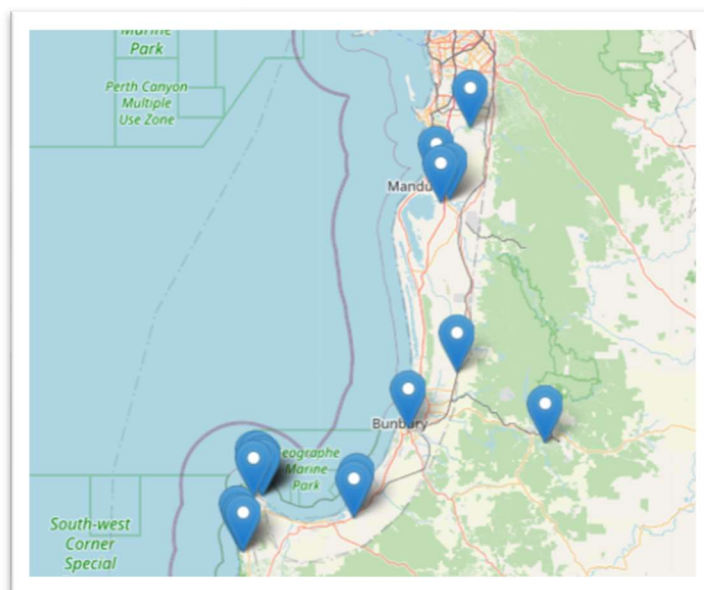 Marine
Park
Perth Canyon
Multiple
Use Zone
Mandu
Bunbury
eographe
Marine
Park
South-west
Corner
Special